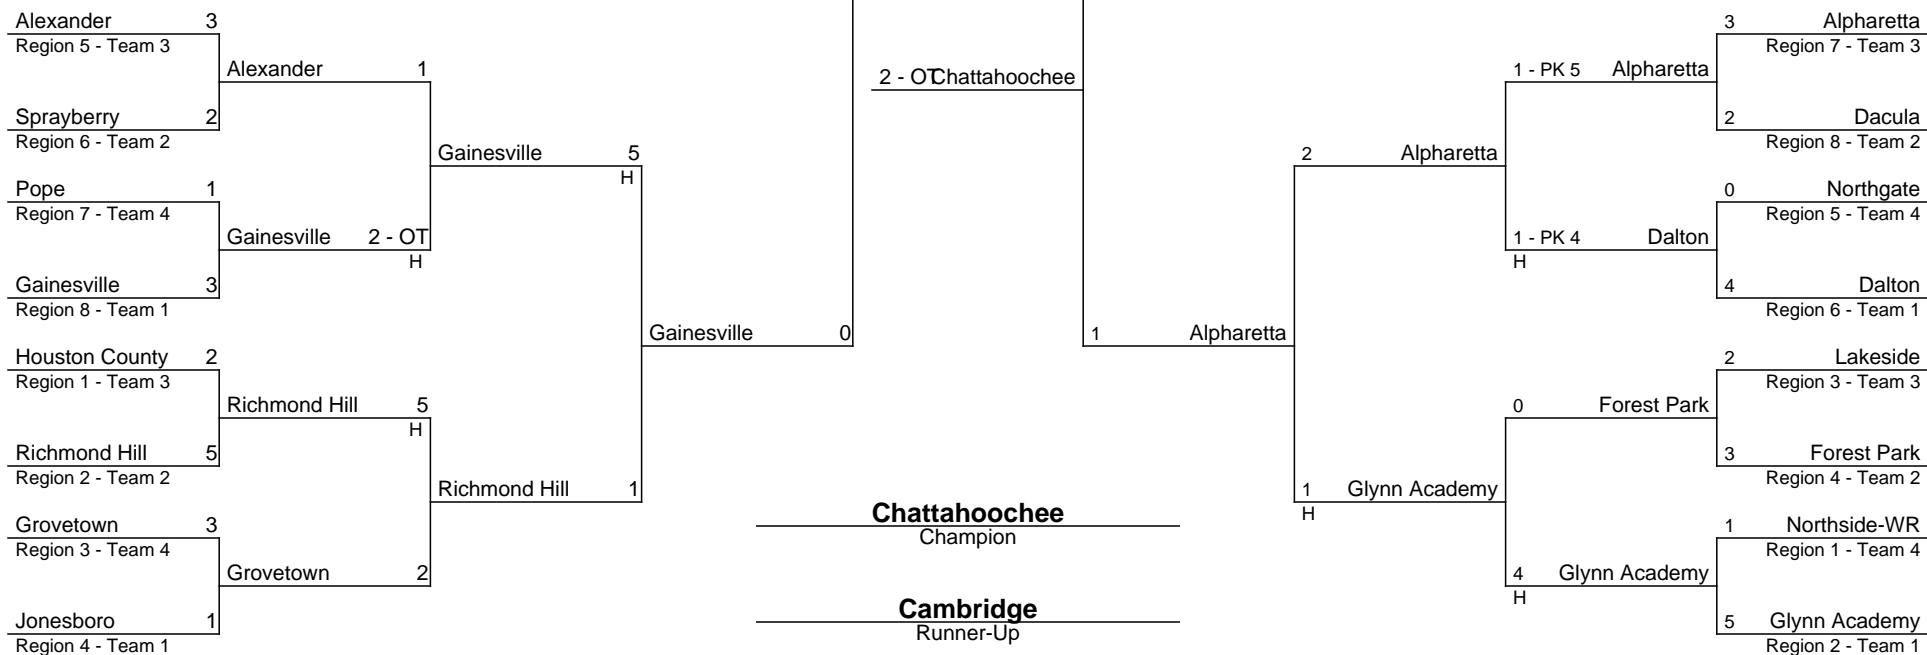 Alexander 3
Region 5 - Team 3
Alexander 1
Sprayberry 2
Region 6 - Team 2
Gainesville 5
H
Pope 1
Region 7 - Team 4
Gainesville 2 - OT
H
Gainesville 3
Region 8 - Team 1
Gainesville 0
Houston County 2
Region 1 - Team 3
Richmond Hill 5
H
Richmond Hill 5
Region 2 - Team 2
Richmond Hill 1
Grovetown 3
Region 3 - Team 4
Grovetown 2
Jonesboro 1
Region 4 - Team 1
2 - OT Chattahoochee
Chattahoochee
Champion
Cambridge
Runner-Up
3 Alpharetta
Region 7 - Team 3
1 - PK 5 Alpharetta
2 Dacula
Region 8 - Team 2
2 Alpharetta
0 Northgate
Region 5 - Team 4
1 - PK 4 Dalton
H
4 Dalton
Region 6 - Team 1
1 Alpharetta
2 Lakeside
Region 3 - Team 3
0 Forest Park
3 Forest Park
Region 4 - Team 2
1 Glynn Academy
H
1 Northside-WR
Region 1 - Team 4
4 Glynn Academy
H
5 Glynn Academy
Region 2 - Team 1